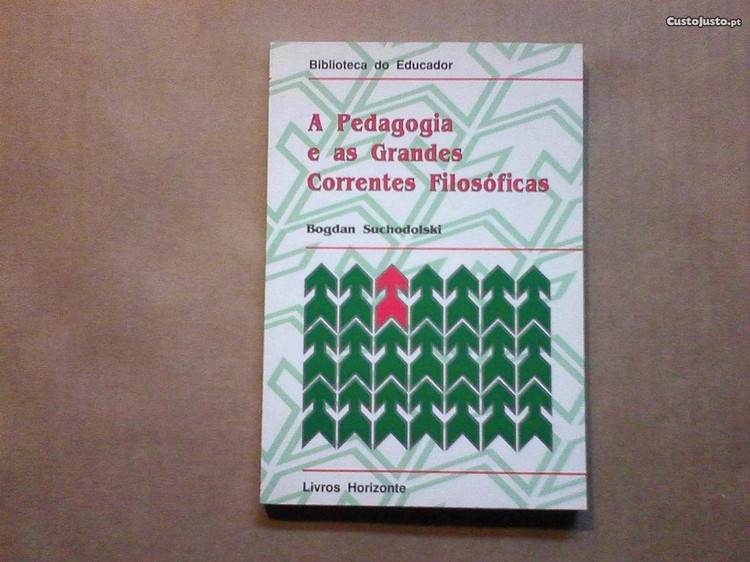 CustoJusto.pt
Biblioteca do Educador
A Pedagogia
e as Grandes
Correntes Filosóficas
Bogdan Suchodolski
Livros Horizonte